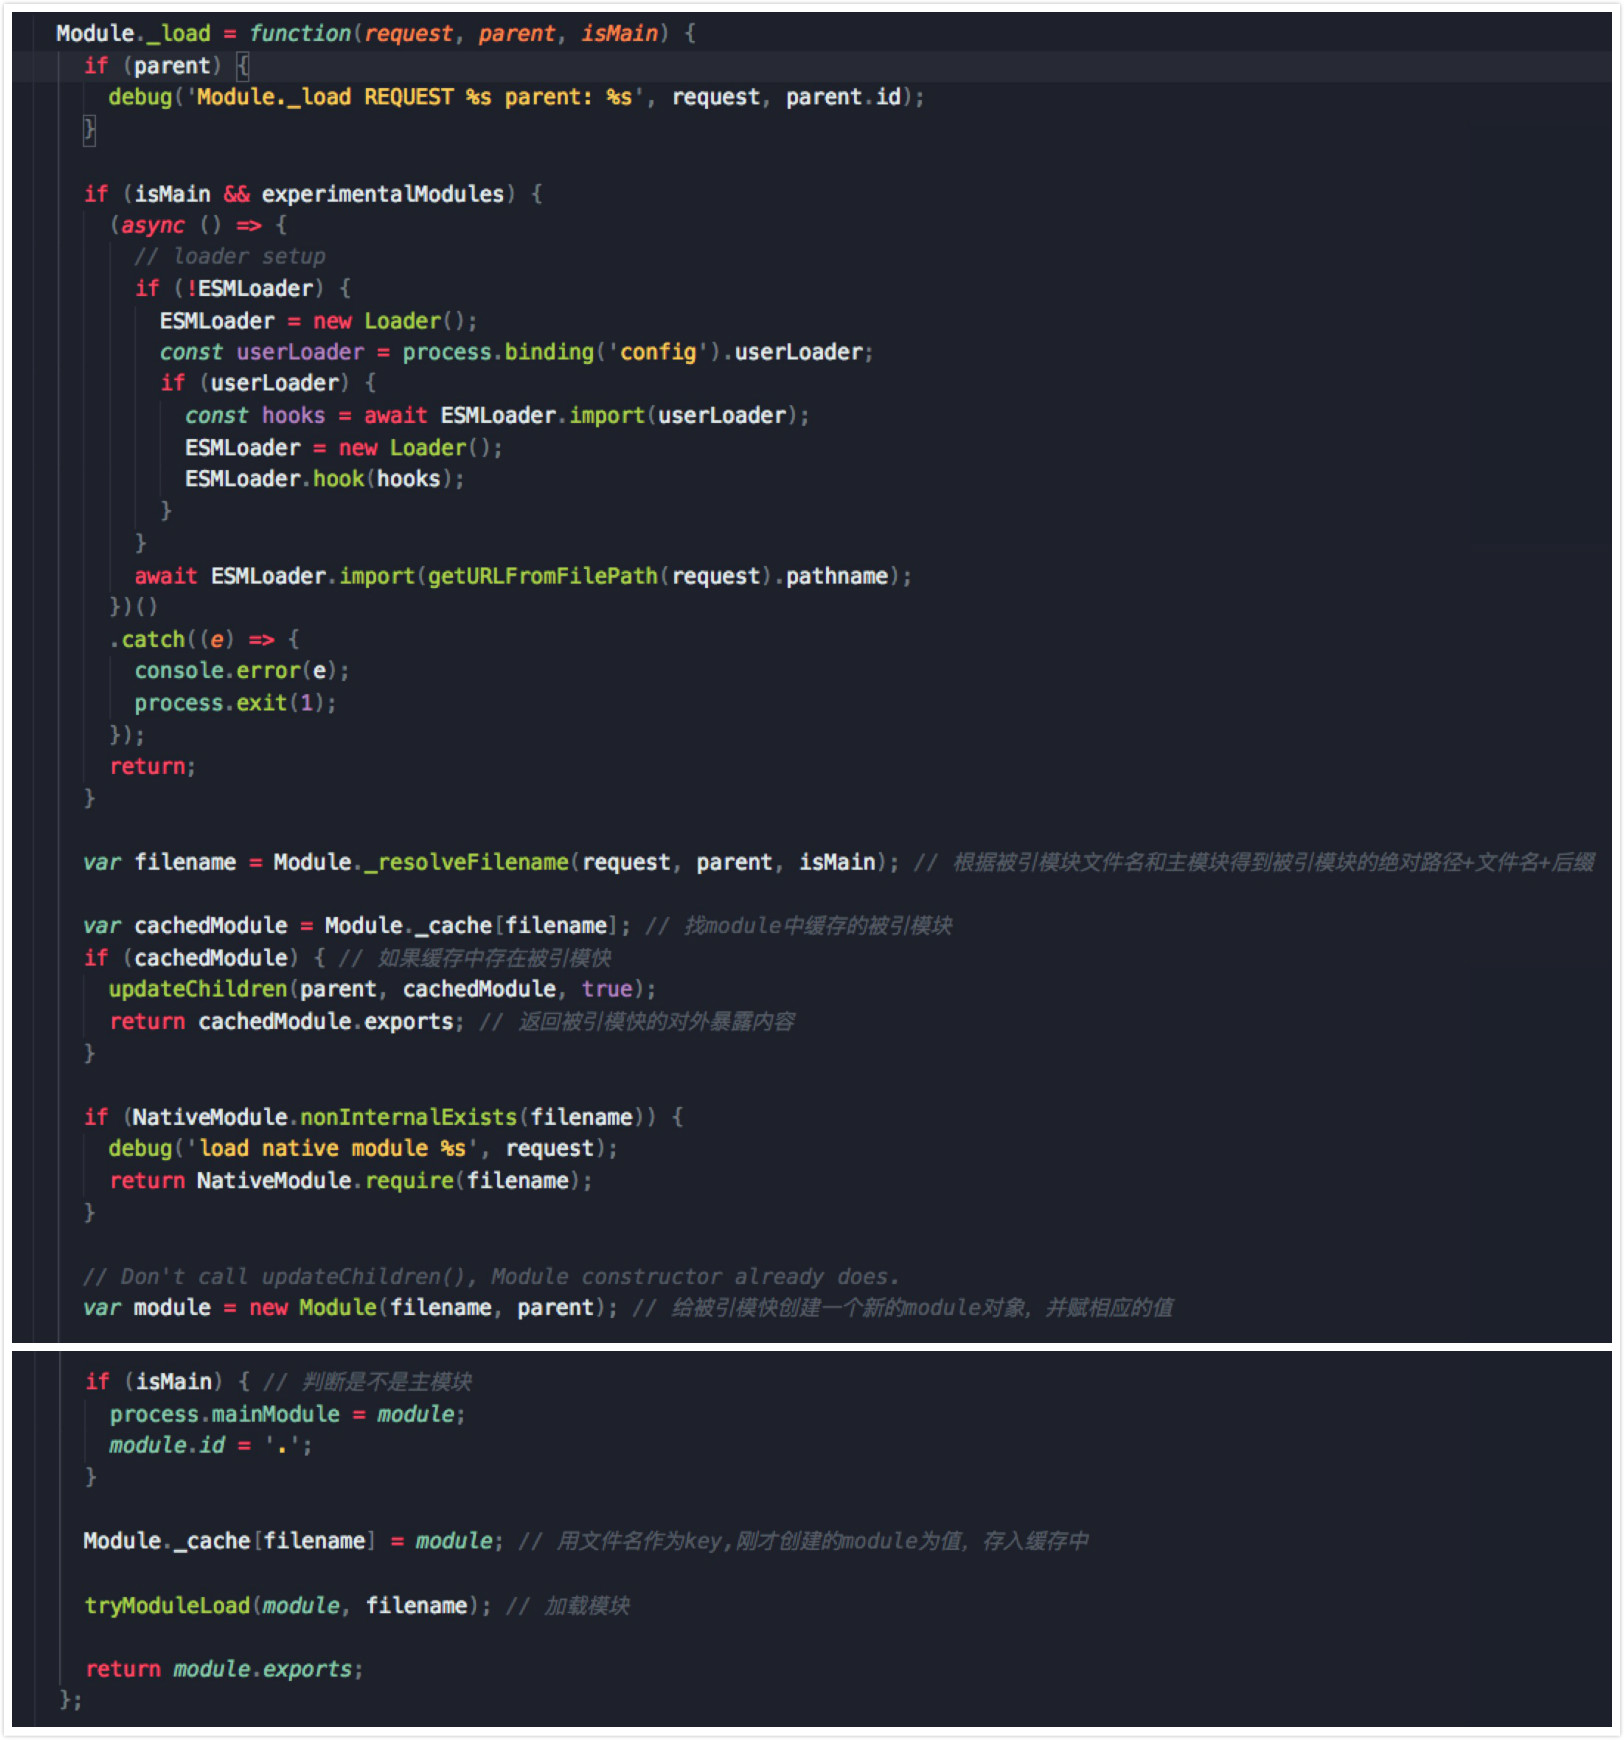 Module._load = function(request, parent, isMain) {
if (parent) {
debug('Module._load REQUEST %s parent: %s', request, parent.id);
}
if (isMain && experimentalModules) {
(async () => {
// loader setup
if (!ESMLoader) {
ESMLoader = new Loader();
const userLoader = process.binding('config').userLoader;
if (userLoader) {
const hooks = await ESMLoader.import(userLoader);
ESMLoader = new Loader();
ESMLoader.hook(hooks);
}
}
await ESMLoader.import(getURLFromFilePath(request).pathname);
})()
.catch((e) => {
console.error(e);
process.exit(1);
});
return;
}
var filename = Module._resolveFilename(request, parent, isMain); // 根据被引模块文件名和主模块得到被引模块的绝对路径+文件名+后缀
var cachedModule = Module._cache[filename]; // 找module中缓存的被引模块
if (cachedModule) { // 如果缓存中存在被引模快
updateChildren(parent, cachedModule, true);
return cachedModule.exports; // 返回被引模快的对外暴露内容
}
if (NativeModule.nonInternalExists(filename)) {
debug('load native module %s', request);
return NativeModule.require(filename);
}
// Don't call updateChildren(), Module constructor already does.
var module = new Module(filename, parent); // 给被引模快创建一个新的module对象，并赋相应的值
if (isMain) { // 判断是不是主模块
process.mainModule = module;
module.id = '.';
}
Module._cache[filename] = module; // 用文件名作为key,刚才创建的module为值，存入缓存中
tryModuleLoad(module, filename); // 加载模块
return module.exports;
};